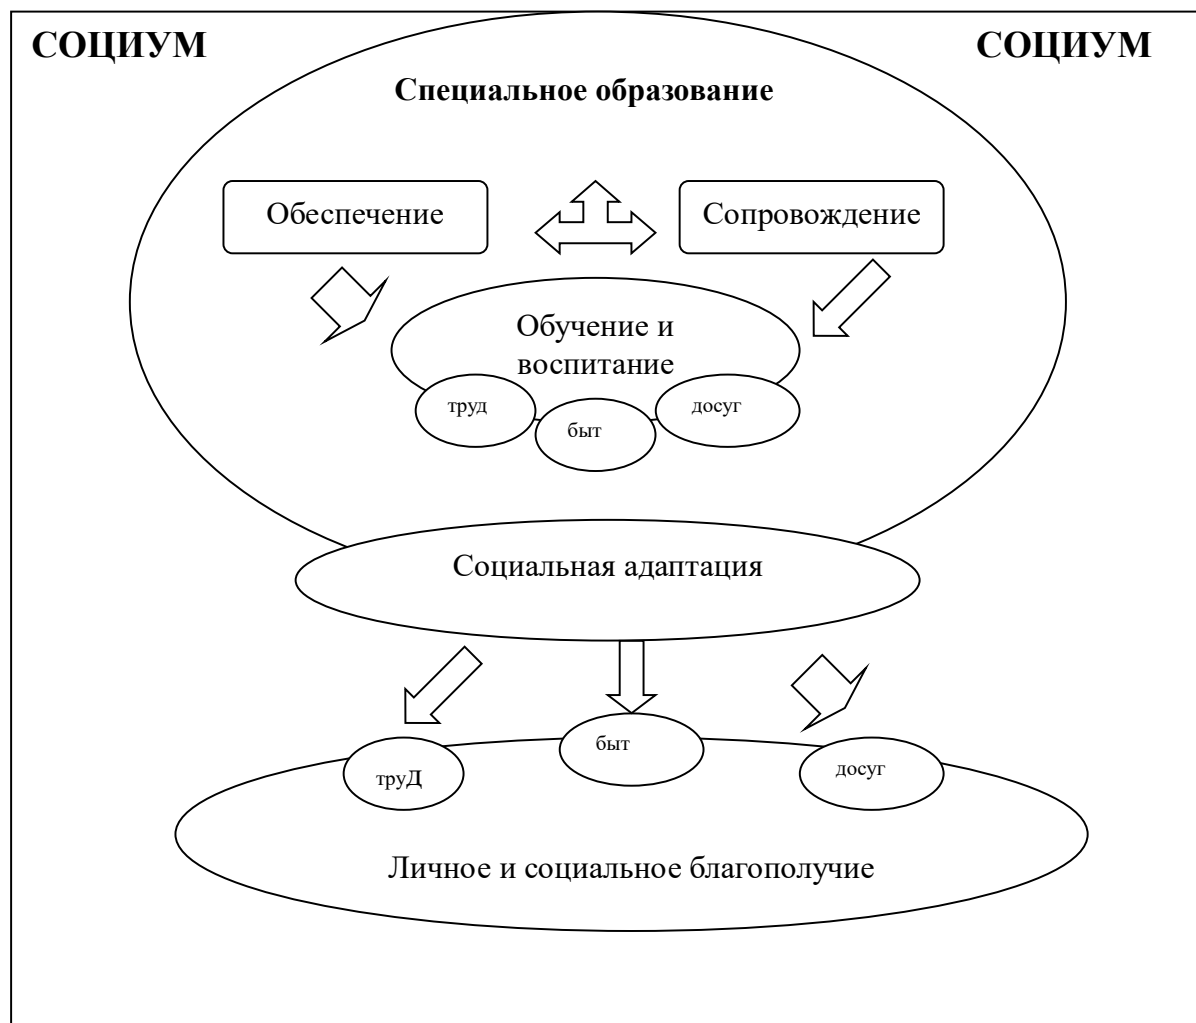 СОЦИУМ
СОЦИУМ
Специальное образование
Обеспечение
Сопровождение
Обучение и
воспитание
труд
быт
досуг
Социальная адаптация
труД
быт
досуг
Личное и социальное благополучие